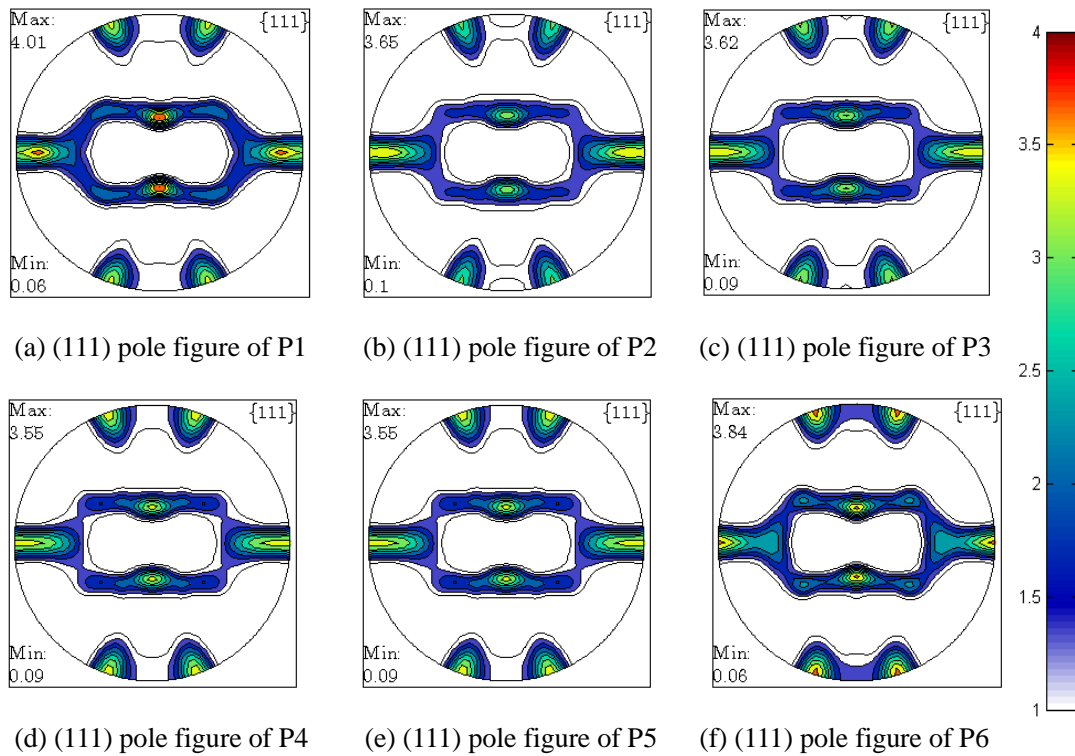 Max:
4.01
{111}
Min:
0.06
Max:
3.65
{111}
Min:
0.1
Max:
3.62
{111}
Min:
0.09
(a) (111) pole figure of P1
(b) (111) pole figure of P2
(c) (111) pole figure of P3
Max:
3.55
{111}
Min:
0.09
Max:
3.55
{111}
Min:
0.09
Max:
3.84
{111}
Min:
0.06
(d) (111) pole figure of P4
(e) (111) pole figure of P5
(f) (111) pole figure of P6
4
3.5
3
2.5
2
1.5
1